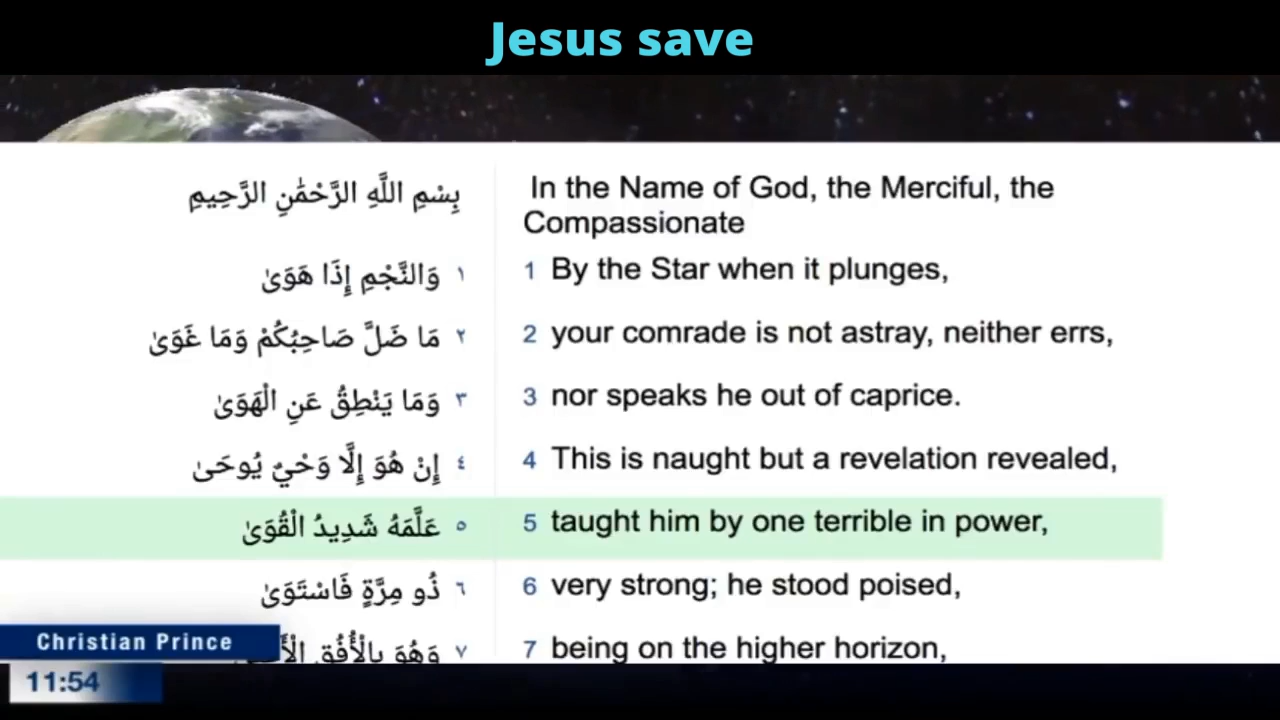 Jesus save
بِسْمِ اللَّهِ الرَّحْمَٰنِ الرَّحِيمِ
In the Name of God, the Merciful, the
Compassionate
١ وَالنَّجْمِ إِذَا هَوَىٰ
1 By the Star when it plunges,
٢ مَا ضَلَّ صَاحِبُكُمْ وَمَا غَوَىٰ
2 your comrade is not astray, neither errs,
٣ وَمَا يَنْطِقُ عَنِ الْهَوَىٰ
3 nor speaks he out of caprice.
٤ إِنْ هُوَ إِلَّا وَحْيٌ يُوحَىٰ
4 This is naught but a revelation revealed,
٥ عَلَّمَهُ شَدِيدُ الْقُوَىٰ
5 taught him by one terrible in power,
٦ ذُو مِرَّةٍ فَاسْتَوَىٰ
6 very strong; he stood poised,
٧ وَهُوَ بِالْأُفُقِ
7 being on the higher horizon,
Christian Prince
11:54